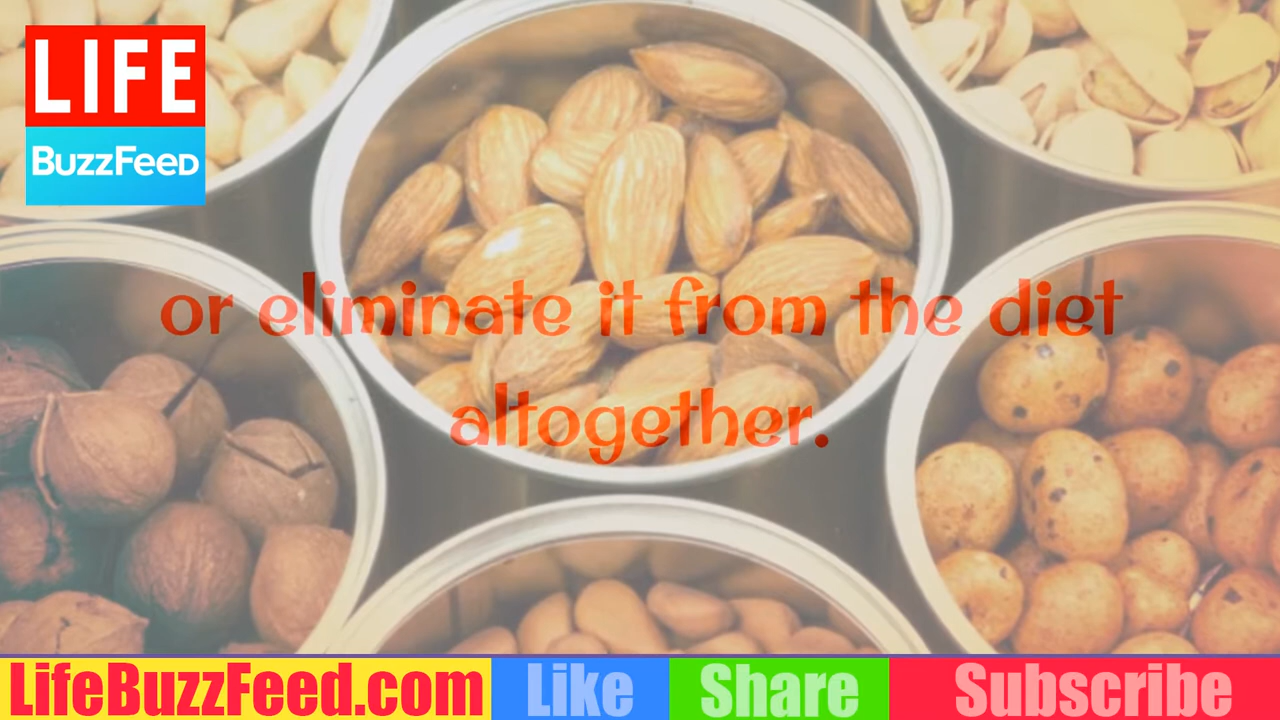 LIFE
BuzzFeed
or eliminate it from the diet
altogether.
LifeBuzzFeed.com Like Share Subscribe